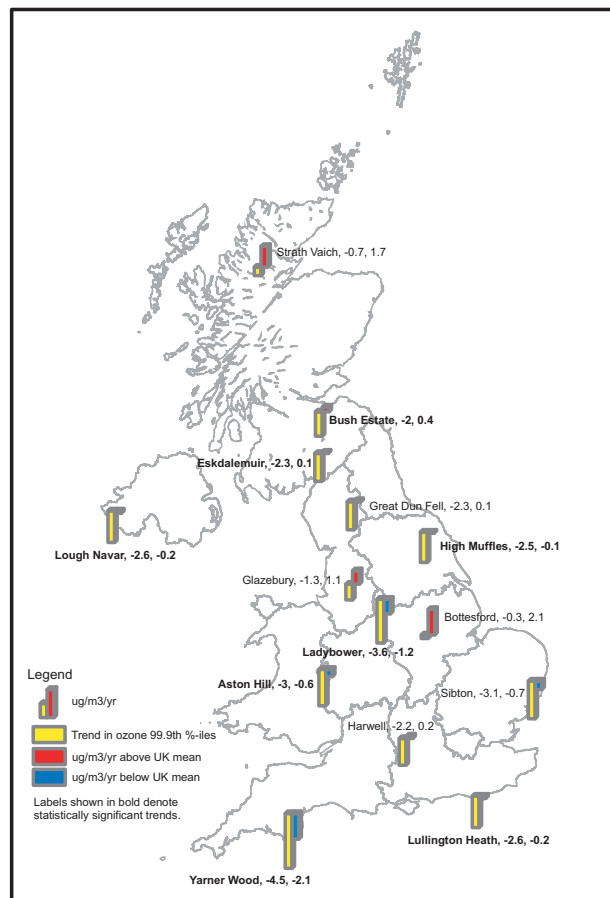 Strath Vaich, -0.7, 1.7
Bush Estate, -2, 0.4
Eskdalemuir, -2.3, 0.1
Great Dun Fell, -2.3, 0.1
High Muffles, -2.5, -0.1
Lough Navar, -2.6, -0.2
Glazebury, -1.3, 1.1
Bottesford, -0.3, 2.1
Ladybower, -3.6, -1.2
Aston Hill, -3, -0.6
Sibton, -3.1, -0.7
Harwell, -2.2, 0.2
Lullington Heath, -2.6, -0.2
Yarner Wood, -4.5, -2.1
Legend
ug/m3/yr
Trend in ozone 99.9th %-iles
ug/m3/yr above UK mean
ug/m3/yr below UK mean
Labels shown in bold denote
statistically significant trends.